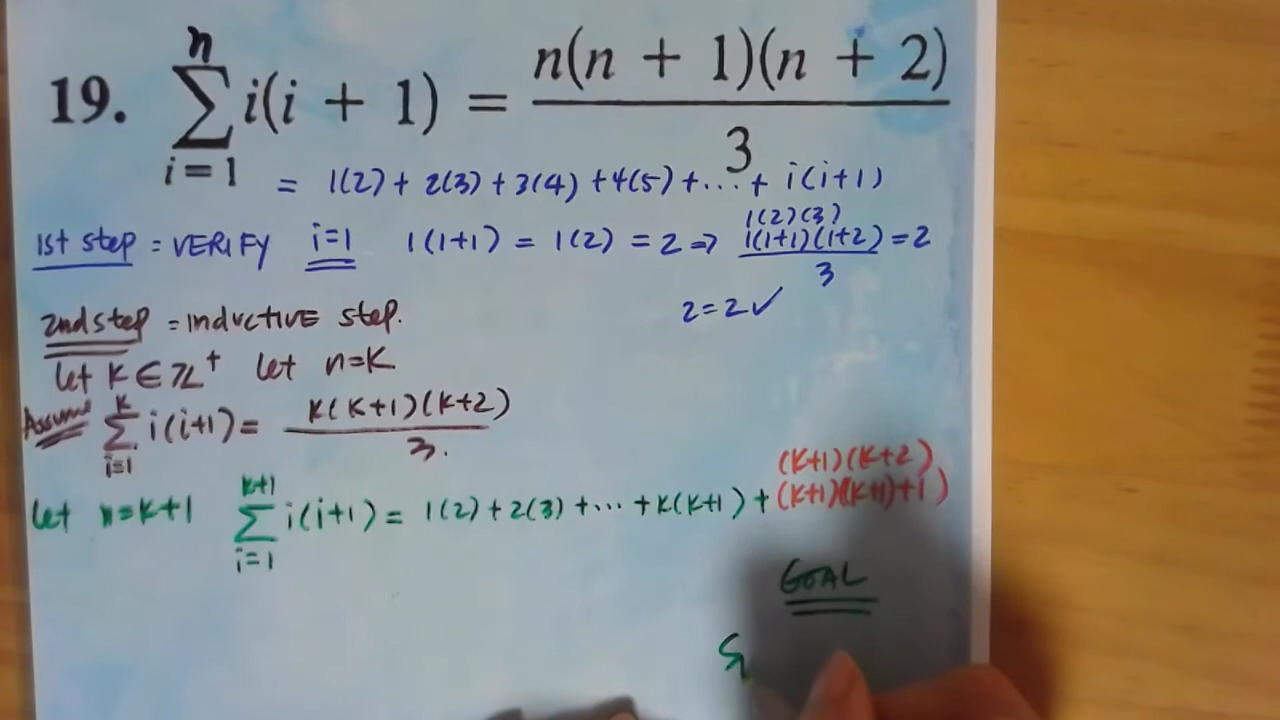 19. n∑i=1 i(i + 1) = n(n + 1)(n + 2) / 3
= 1(2) + 2(3) + 3(4) + 4(5) + ... + i(i+1)
1(2)(3)
1st step = VERIFY i=1 1(1+1) = 1(2) = 2 ⇒ 1(1+1)(1+2) / 3 = 2
2=2 ✓
2nd step = INDUCTIVE step.
Let K ∈ ℤ⁺ Let n=K
Assume K∑i=1 i(i+1) = K(K+1)(K+2) / 3.
(K+1)(K+2)
Let n=K+1 K+1∑i=1 i(i+1) = 1(2) + 2(3) + ... + K(K+1) + (K+1)((K+1)+1)
GOAL